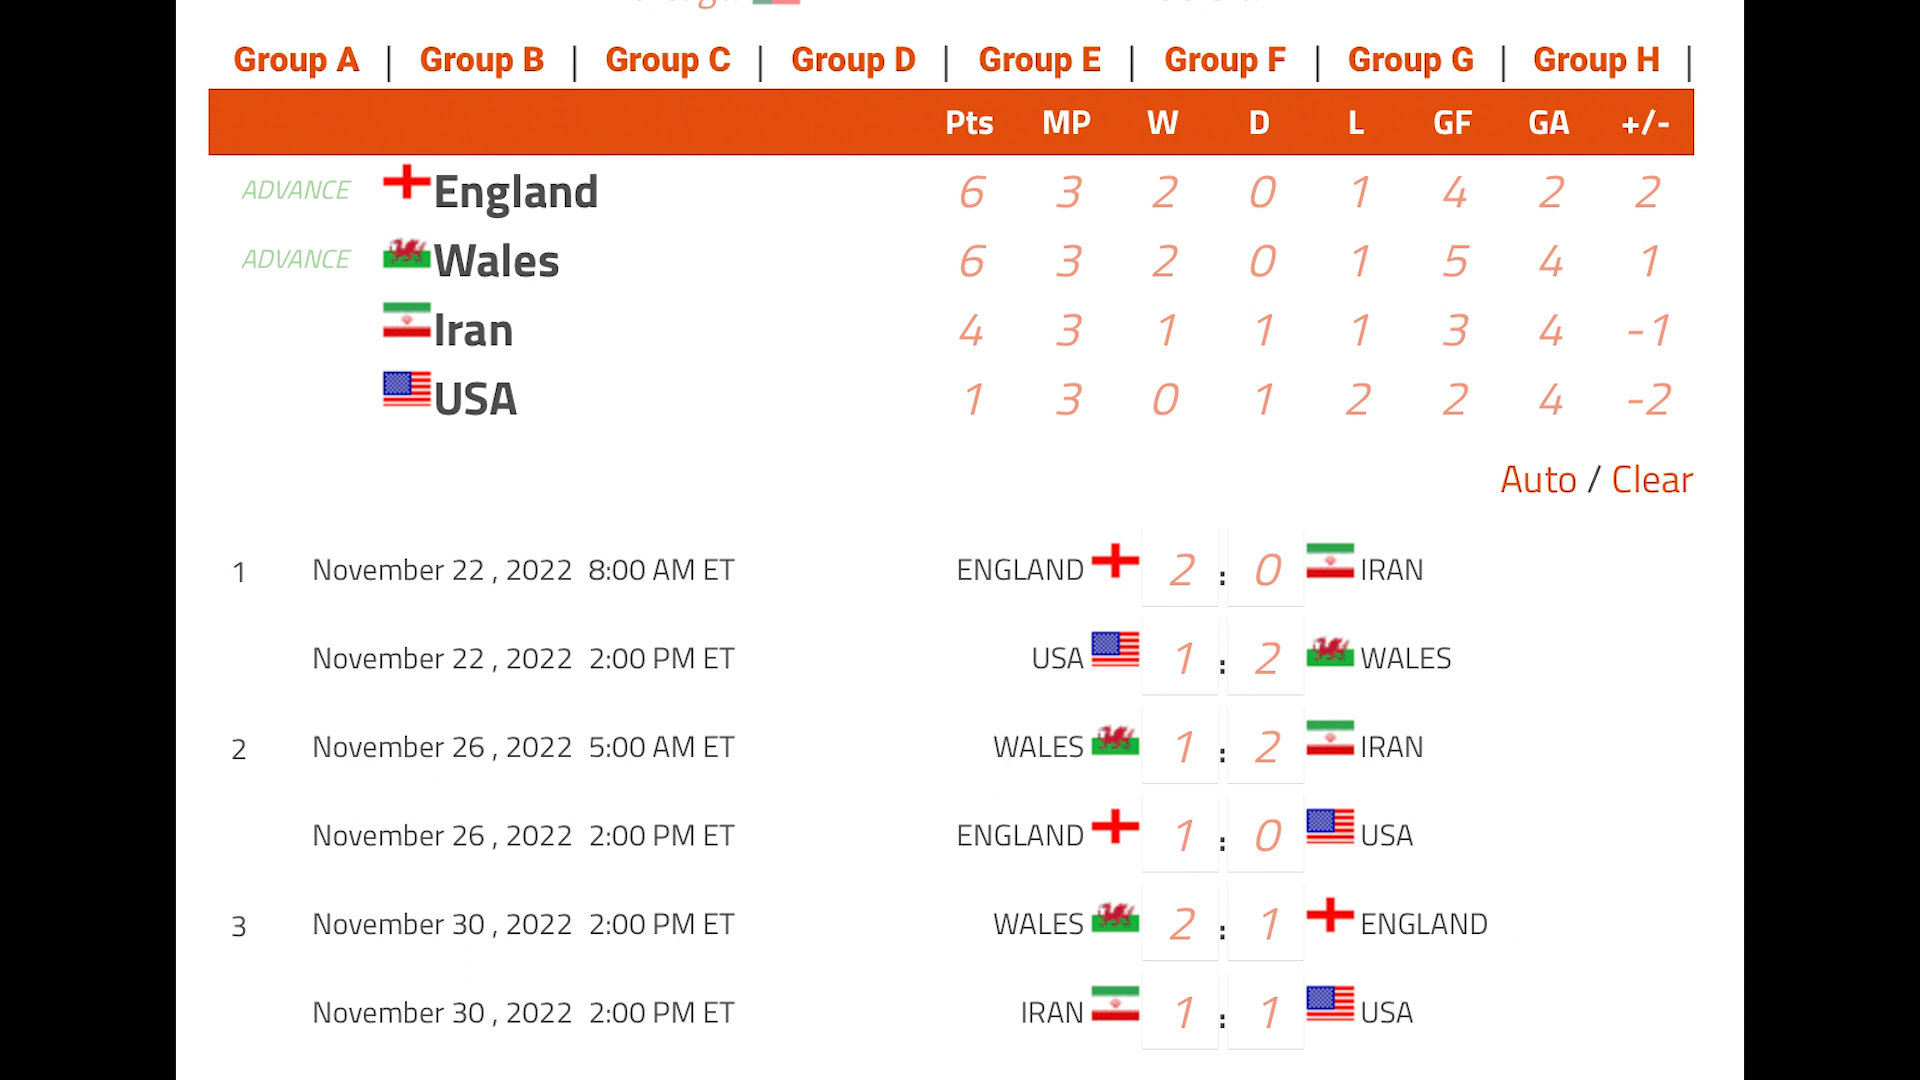 Group A | Group B | Group C | Group D | Group E | Group F | Group G | Group H |
Pts MP W D L GF GA +/-
ADVANCE England 6 3 2 0 1 4 2 2
ADVANCE Wales 6 3 2 0 1 5 4 1
Iran 4 3 1 1 1 3 4 -1
USA 1 3 0 1 2 2 4 -2
Auto / Clear
1 November 22 , 2022 8:00 AM ET ENGLAND 2 : 0 IRAN
November 22 , 2022 2:00 PM ET USA 1 : 2 WALES
2 November 26 , 2022 5:00 AM ET WALES 1 : 2 IRAN
November 26 , 2022 2:00 PM ET ENGLAND 1 : 0 USA
3 November 30 , 2022 2:00 PM ET WALES 2 : 1 ENGLAND
November 30 , 2022 2:00 PM ET IRAN 1 : 1 USA